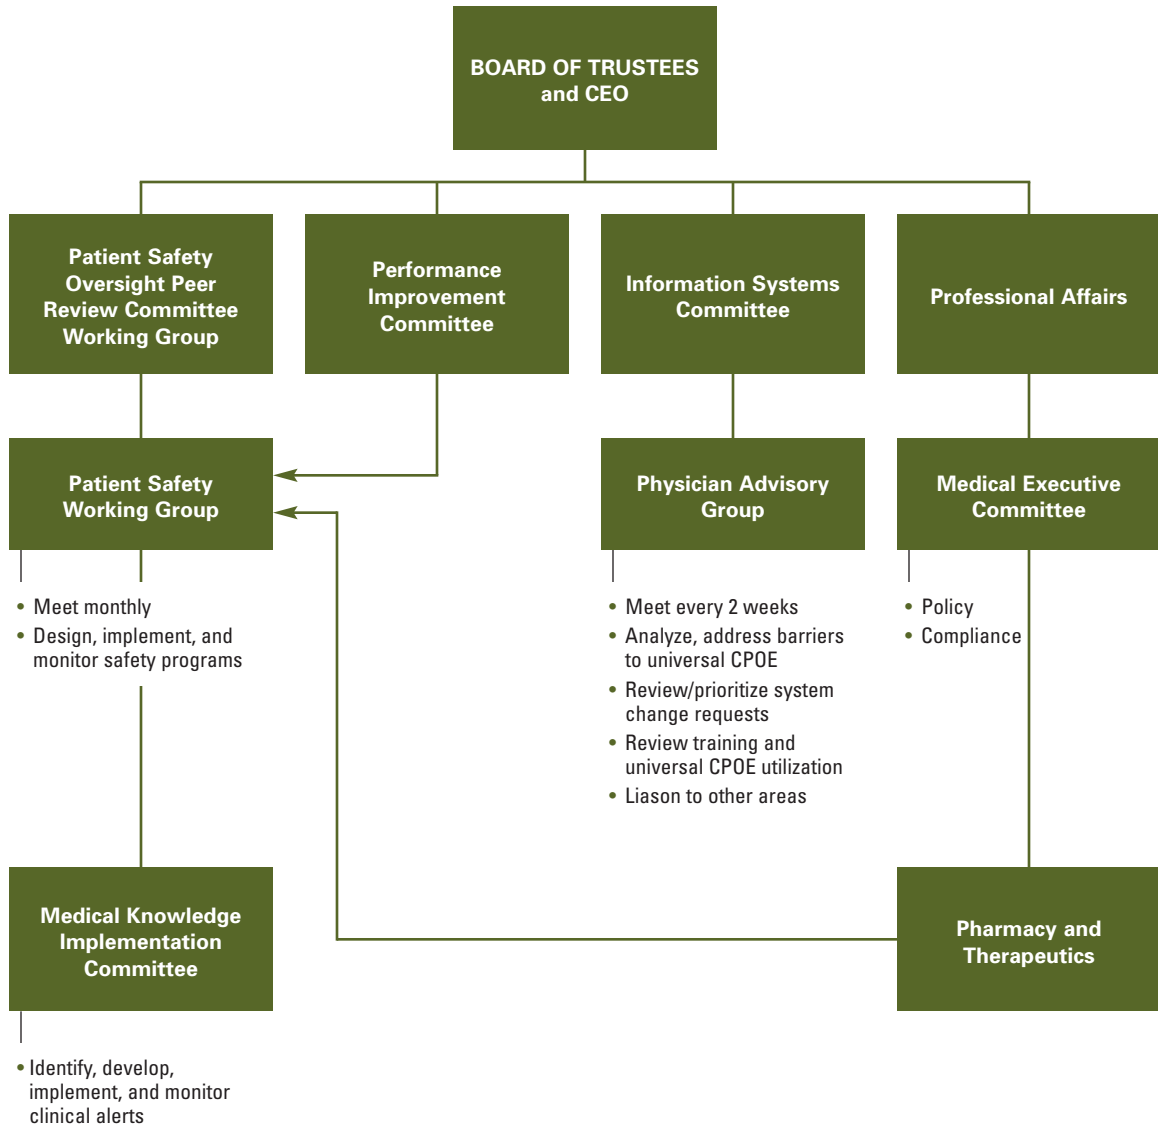 BOARD OF TRUSTEES
and CEO
Patient Safety
Oversight Peer
Review Committee
Working Group
Performance
Improvement
Committee
Information Systems
Committee
Professional Affairs
Patient Safety
Working Group
Physician Advisory
Group
Medical Executive
Committee
• Meet monthly
• Design, implement, and
monitor safety programs
• Meet every 2 weeks
• Analyze, address barriers
to universal CPOE
• Review/prioritize system
change requests
• Review training and
universal CPOE utilization
• Liason to other areas
• Policy
• Compliance
Medical Knowledge
Implementation
Committee
Pharmacy and
Therapeutics
• Identify, develop,
implement, and monitor
clinical alerts